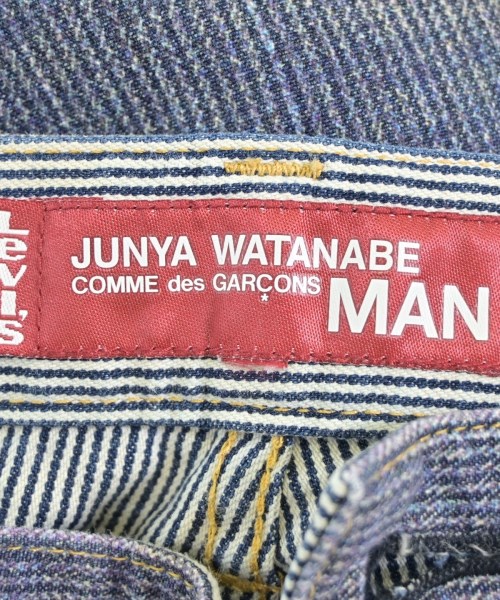 Levi's
JUNYA WATANABE
COMME des GARÇONS
MAN